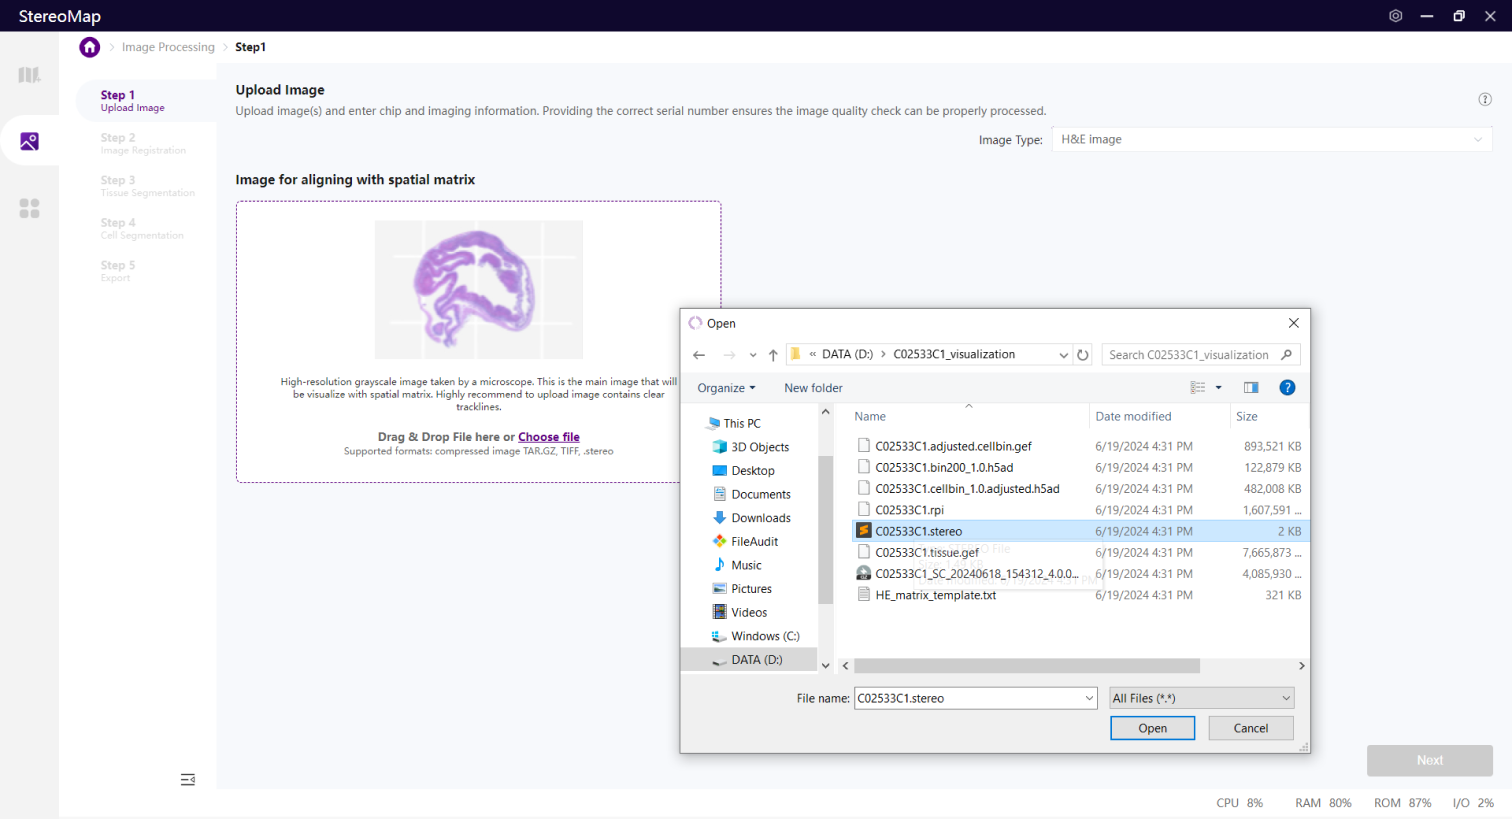 StereoMap
Image Processing
Step1
Step 1
Upload Image
Step 2
Image Registration
Step 3
Tissue Segmentation
Step 4
Cell Segmentation
Step 5
Export
Upload Image
Upload image(s) and enter chip and imaging information. Providing the correct serial number ensures the image quality check can be properly processed.
Image Type: H&E image
Image for aligning with spatial matrix
High-resolution grayscale image taken by a microscope. This is the main image that will
be visualize with spatial matrix. Highly recommend to upload image contains clear
tracklines.
Drag & Drop File here or Choose file
Supported formats: compressed image TAR.GZ, TIFF, .stereo
Open
« DATA (D:) > C02533C1_visualization
Search C02533C1_visualization
Organize
New folder
This PC
3D Objects
Desktop
Documents
Downloads
FileAudit
Music
Pictures
Videos
Windows (C:)
DATA (D:)
Name Date modified Size
C02533C1.adjusted.cellbin.gef 6/19/2024 4:31 PM 893,521 KB
C02533C1.bin200_1.0.h5ad 6/19/2024 4:31 PM 122,879 KB
C02533C1.cellbin_1.0.adjusted.h5ad 6/19/2024 4:31 PM 482,008 KB
C02533C1.rpi 6/19/2024 4:31 PM 1,607,591 ...
C02533C1.stereo 6/19/2024 4:31 PM 2 KB
C02533C1.tissue.gef 6/19/2024 4:31 PM 7,665,873 ...
C02533C1_SC_20240618_154312_4.0.0... 6/19/2024 4:31 PM 4,085,930 ...
HE_matrix_template.txt 6/19/2024 4:31 PM 321 KB
File name: C02533C1.stereo
All Files (*.*)
Open
Cancel
Next
CPU 8% RAM 80% ROM 87% I/O 2%